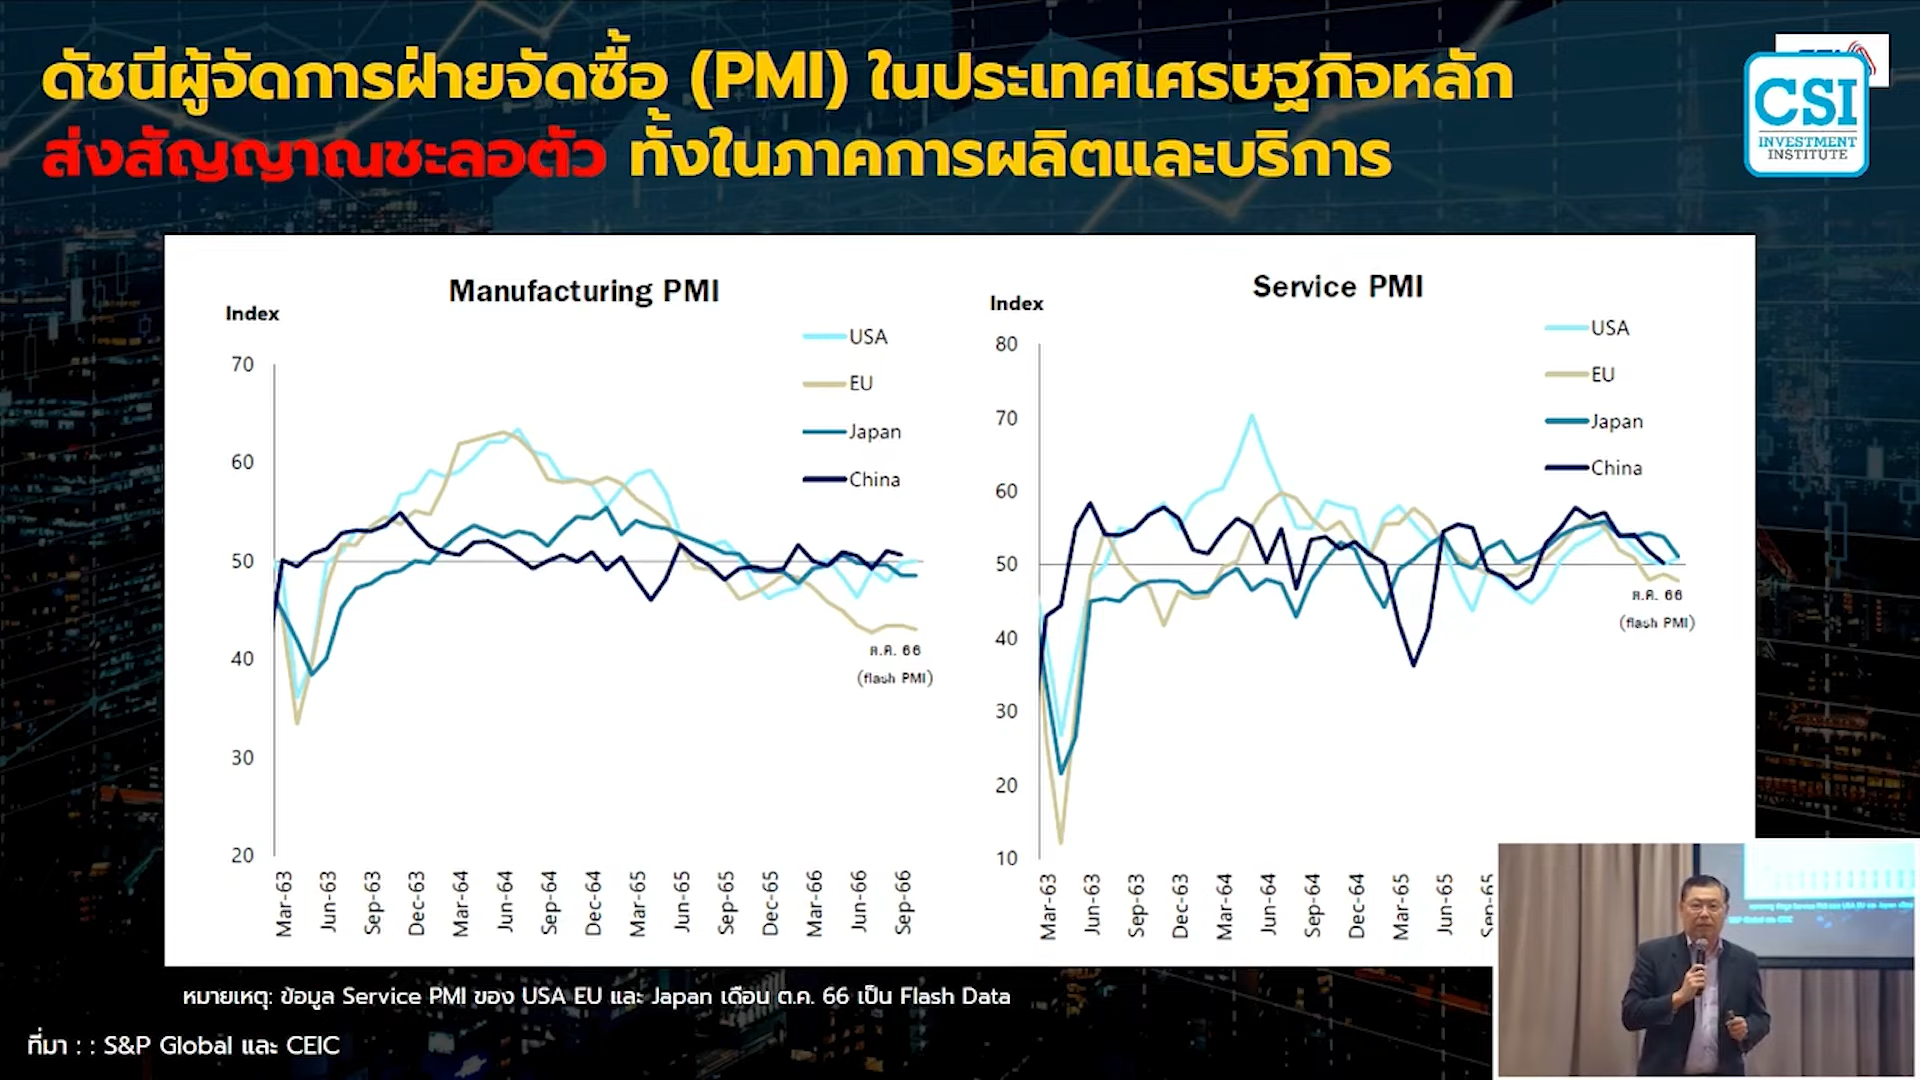 ดัชนีผู้จัดการฝ่ายจัดซื้อ (PMI) ในประเทศเศรษฐกิจหลัก
ส่งสัญญาณชะลอตัว ทั้งในภาคการผลิตและบริการ
CSI
INVESTMENT
INSTITUTE
Manufacturing PMI
Index
USA
EU
Japan
China
70
60
50
40
30
20
ต.ค. 66
(flash PMI)
Mar-63
Jun-63
Sep-63
Dec-63
Mar-64
Jun-64
Sep-64
Dec-64
Mar-65
Jun-65
Sep-65
Dec-65
Mar-66
Jun-66
Sep-66
Service PMI
Index
USA
EU
Japan
China
80
70
60
50
40
30
20
10
ต.ค. 66
(flash PMI)
Mar-63
Jun-63
Sep-63
Dec-63
Mar-64
Jun-64
Sep-64
Dec-64
Mar-65
Jun-65
Sep-65
หมายเหตุ: ข้อมูล Service PMI ของ USA EU และ Japan เดือน ต.ค. 66 เป็น Flash Data
ที่มา : : S&P Global และ CEIC